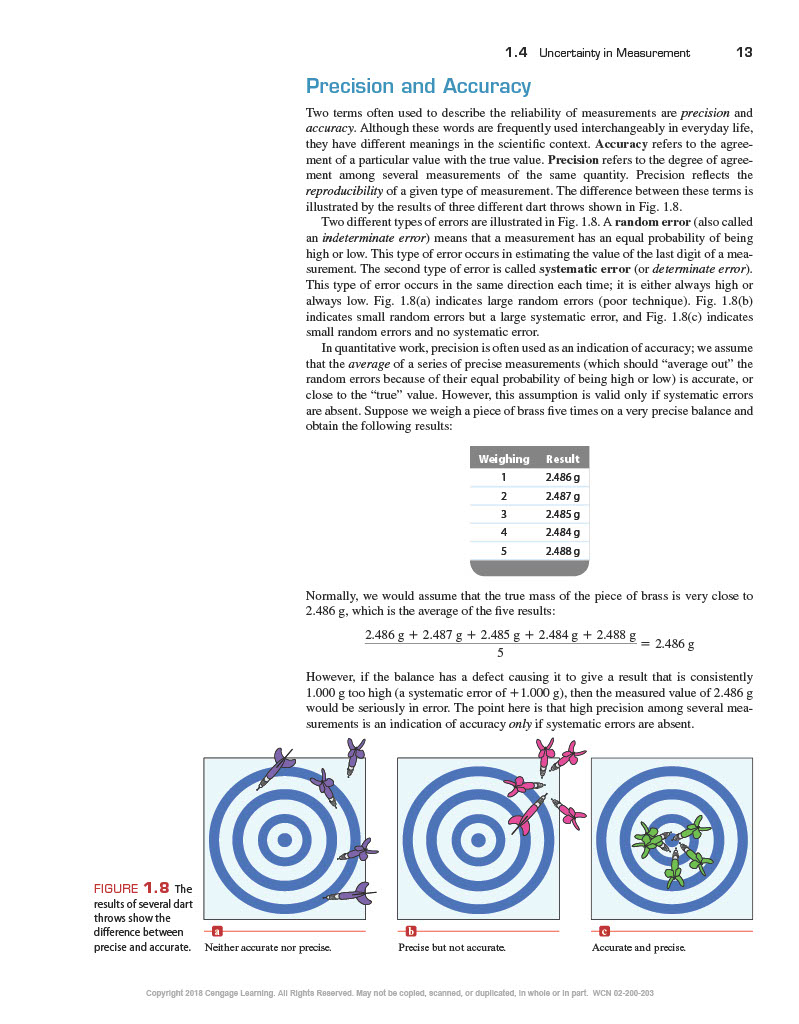 1.4 Uncertainty in Measurement 13
Precision and Accuracy
Two terms often used to describe the reliability of measurements are precision and
accuracy. Although these words are frequently used interchangeably in everyday life,
they have different meanings in the scientific context. Accuracy refers to the agree-
ment of a particular value with the true value. Precision refers to the degree of agree-
ment among several measurements of the same quantity. Precision reflects the
reproducibility of a given type of measurement. The difference between these terms is
illustrated by the results of three different dart throws shown in Fig. 1.8.
Two different types of errors are illustrated in Fig. 1.8. A random error (also called
an indeterminate error) means that a measurement has an equal probability of being
high or low. This type of error occurs in estimating the value of the last digit of a mea-
surement. The second type of error is called systematic error (or determinate error).
This type of error occurs in the same direction each time; it is either always high or
always low. Fig. 1.8(a) indicates large random errors (poor technique). Fig. 1.8(b)
indicates small random errors but a large systematic error, and Fig. 1.8(c) indicates
small random errors and no systematic error.
In quantitative work, precision is often used as an indication of accuracy; we assume
that the average of a series of precise measurements (which should “average out” the
random errors because of their equal probability of being high or low) is accurate, or
close to the “true” value. However, this assumption is valid only if systematic errors
are absent. Suppose we weigh a piece of brass five times on a very precise balance and
obtain the following results:
Weighing Result
1 2.486 g
2 2.487 g
3 2.485 g
4 2.484 g
5 2.488 g
Normally, we would assume that the true mass of the piece of brass is very close to
2.486 g, which is the average of the five results:
2.486 g + 2.487 g + 2.485 g + 2.484 g + 2.488 g
5
= 2.486 g
However, if the balance has a defect causing it to give a result that is consistently
1.000 g too high (a systematic error of +1.000 g), then the measured value of 2.486 g
would be seriously in error. The point here is that high precision among several mea-
surements is an indication of accuracy only if systematic errors are absent.
FIGURE 1.8 The
results of several dart
throws show the
difference between
precise and accurate.
a
Neither accurate nor precise.
b
Precise but not accurate.
c
Accurate and precise.
Copyright 2018 Cengage Learning. All Rights Reserved. May not be copied, scanned, or duplicated, in whole or in part. WCN 02-200-203